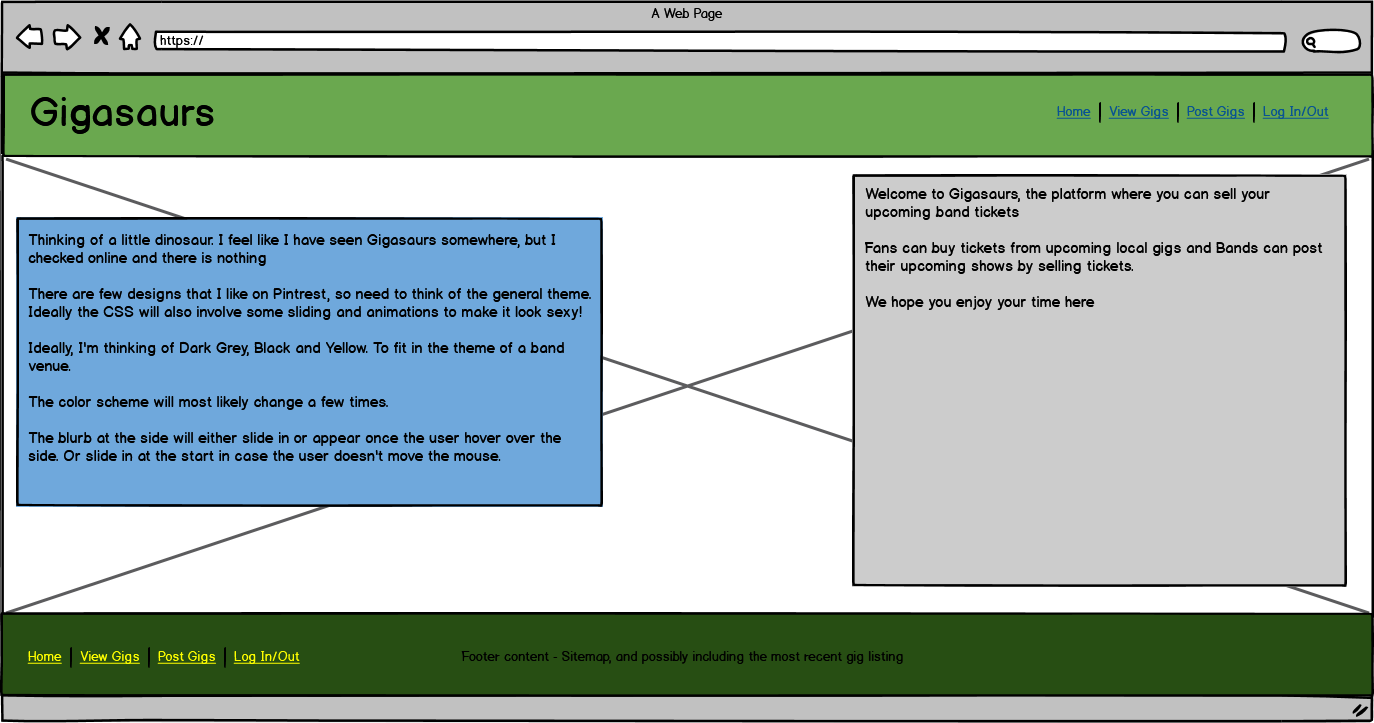 A Web Page
https://
Gigasaurs
Home | View Gigs | Post Gigs | Log In/Out
Thinking of a little dinosaur. I feel like I have seen Gigasaurs somewhere, but I
checked online and there is nothing
There are few designs that I like on Pintrest, so need to think of the general theme.
Ideally the CSS will also involve some sliding and animations to make it look sexy!
Ideally, I'm thinking of Dark Grey, Black and Yellow. To fit in the theme of a band
venue.
The color scheme will most likely change a few times.
The blurb at the side will either slide in or appear once the user hover over the
side. Or slide in at the start in case the user doesn't move the mouse.
Welcome to Gigasaurs, the platform where you can sell your
upcoming band tickets
Fans can buy tickets from upcoming local gigs and Bands can post
their upcoming shows by selling tickets.
We hope you enjoy your time here
Home | View Gigs | Post Gigs | Log In/Out
Footer content - Sitemap, and possibly including the most recent gig listing